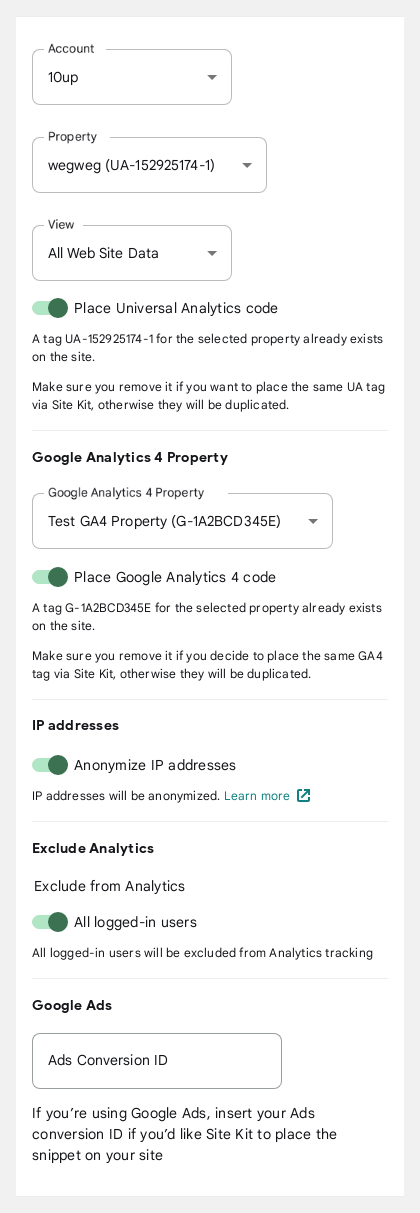 Account
10up
Property
wegweg (UA-152925174-1)
View
All Web Site Data
Place Universal Analytics code
A tag UA-152925174-1 for the selected property already exists
on the site.
Make sure you remove it if you want to place the same UA tag
via Site Kit, otherwise they will be duplicated.
Google Analytics 4 Property
Google Analytics 4 Property
Test GA4 Property (G-1A2BCD345E)
Place Google Analytics 4 code
A tag G-1A2BCD345E for the selected property already exists
on the site.
Make sure you remove it if you decide to place the same GA4
tag via Site Kit, otherwise they will be duplicated.
IP addresses
Anonymize IP addresses
IP addresses will be anonymized. Learn more
Exclude Analytics
Exclude from Analytics
All logged-in users
All logged-in users will be excluded from Analytics tracking
Google Ads
Ads Conversion ID
If you’re using Google Ads, insert your Ads
conversion ID if you’d like Site Kit to place the
snippet on your site